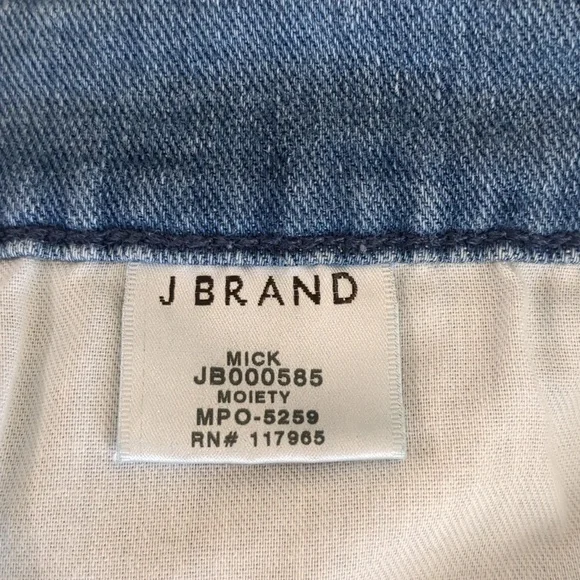 J BRAND
MICK
JB000585
MOIETY
MPO-5259
RN# 117965